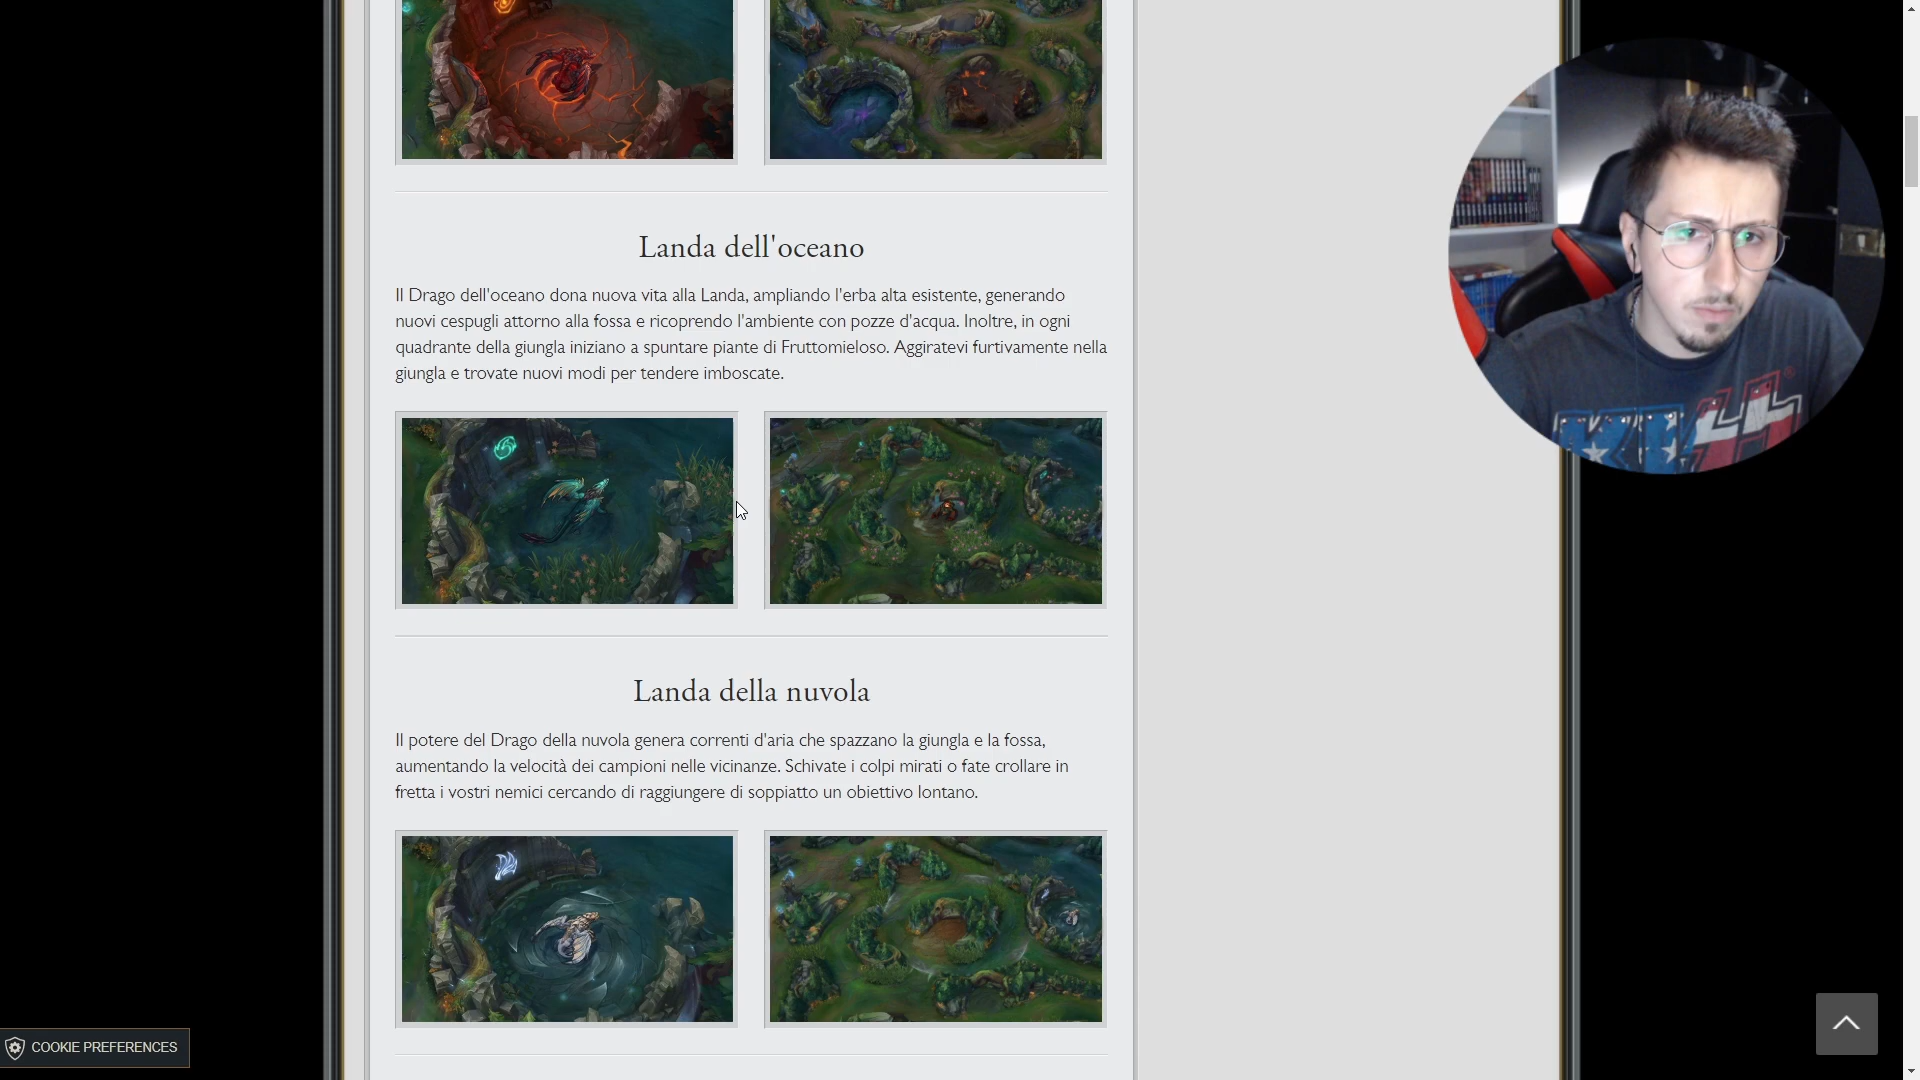 Landa dell'oceano
Il Drago dell'oceano dona nuova vita alla Landa, ampliando l'erba alta esistente, generando
nuovi cespugli attorno alla fossa e ricoprendo l'ambiente con pozze d'acqua. Inoltre, in ogni
quadrante della giungla iniziano a spuntare piante di Fruttomieloso. Aggiratevi furtivamente nella
giungla e trovate nuovi modi per tendere imboscate.
Landa della nuvola
Il potere del Drago della nuvola genera correnti d'aria che spazzano la giungla e la fossa,
aumentando la velocità dei campioni nelle vicinanze. Schivate i colpi mirati o fate crollare in
fretta i vostri nemici cercando di raggiungere di soppiatto un obiettivo lontano.
COOKIE PREFERENCES